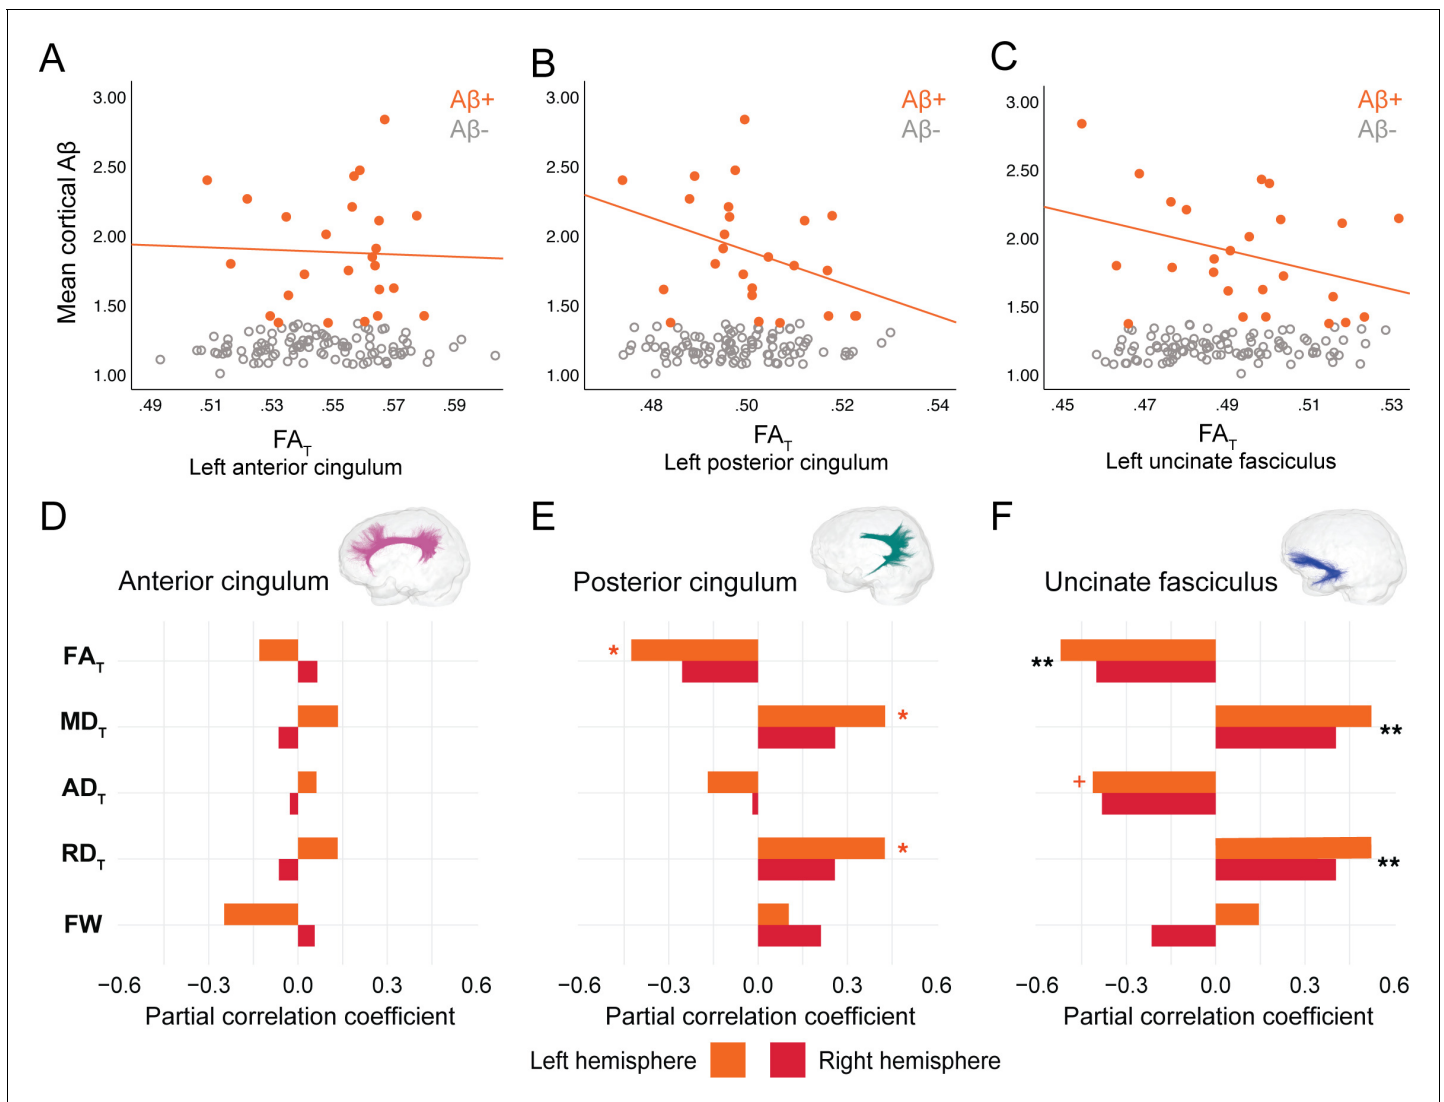 A
B
C
3.00
2.50
2.00
1.50
1.00
Mean cortical Aβ
Aβ+
Aβ-
.49 .51 .53 .55 .57 .59
FAT
Left anterior cingulum
3.00
2.50
2.00
1.50
1.00
Aβ+
Aβ-
.48 .50 .52 .54
FAT
Left posterior cingulum
3.00
2.50
2.00
1.50
1.00
Aβ+
Aβ-
.45 .47 .49 .51 .53
FAT
Left uncinate fasciculus
D
Anterior cingulum
FAT
MDT
ADT
RDT
FW
−0.6 −0.3 0.0 0.3 0.6
Partial correlation coefficient
E
Posterior cingulum
*
*
*
−0.6 −0.3 0.0 0.3 0.6
Partial correlation coefficient
F
Uncinate fasciculus
**
**
+
**
−0.6 −0.3 0.0 0.3 0.6
Partial correlation coefficient
Left hemisphere Right hemisphere